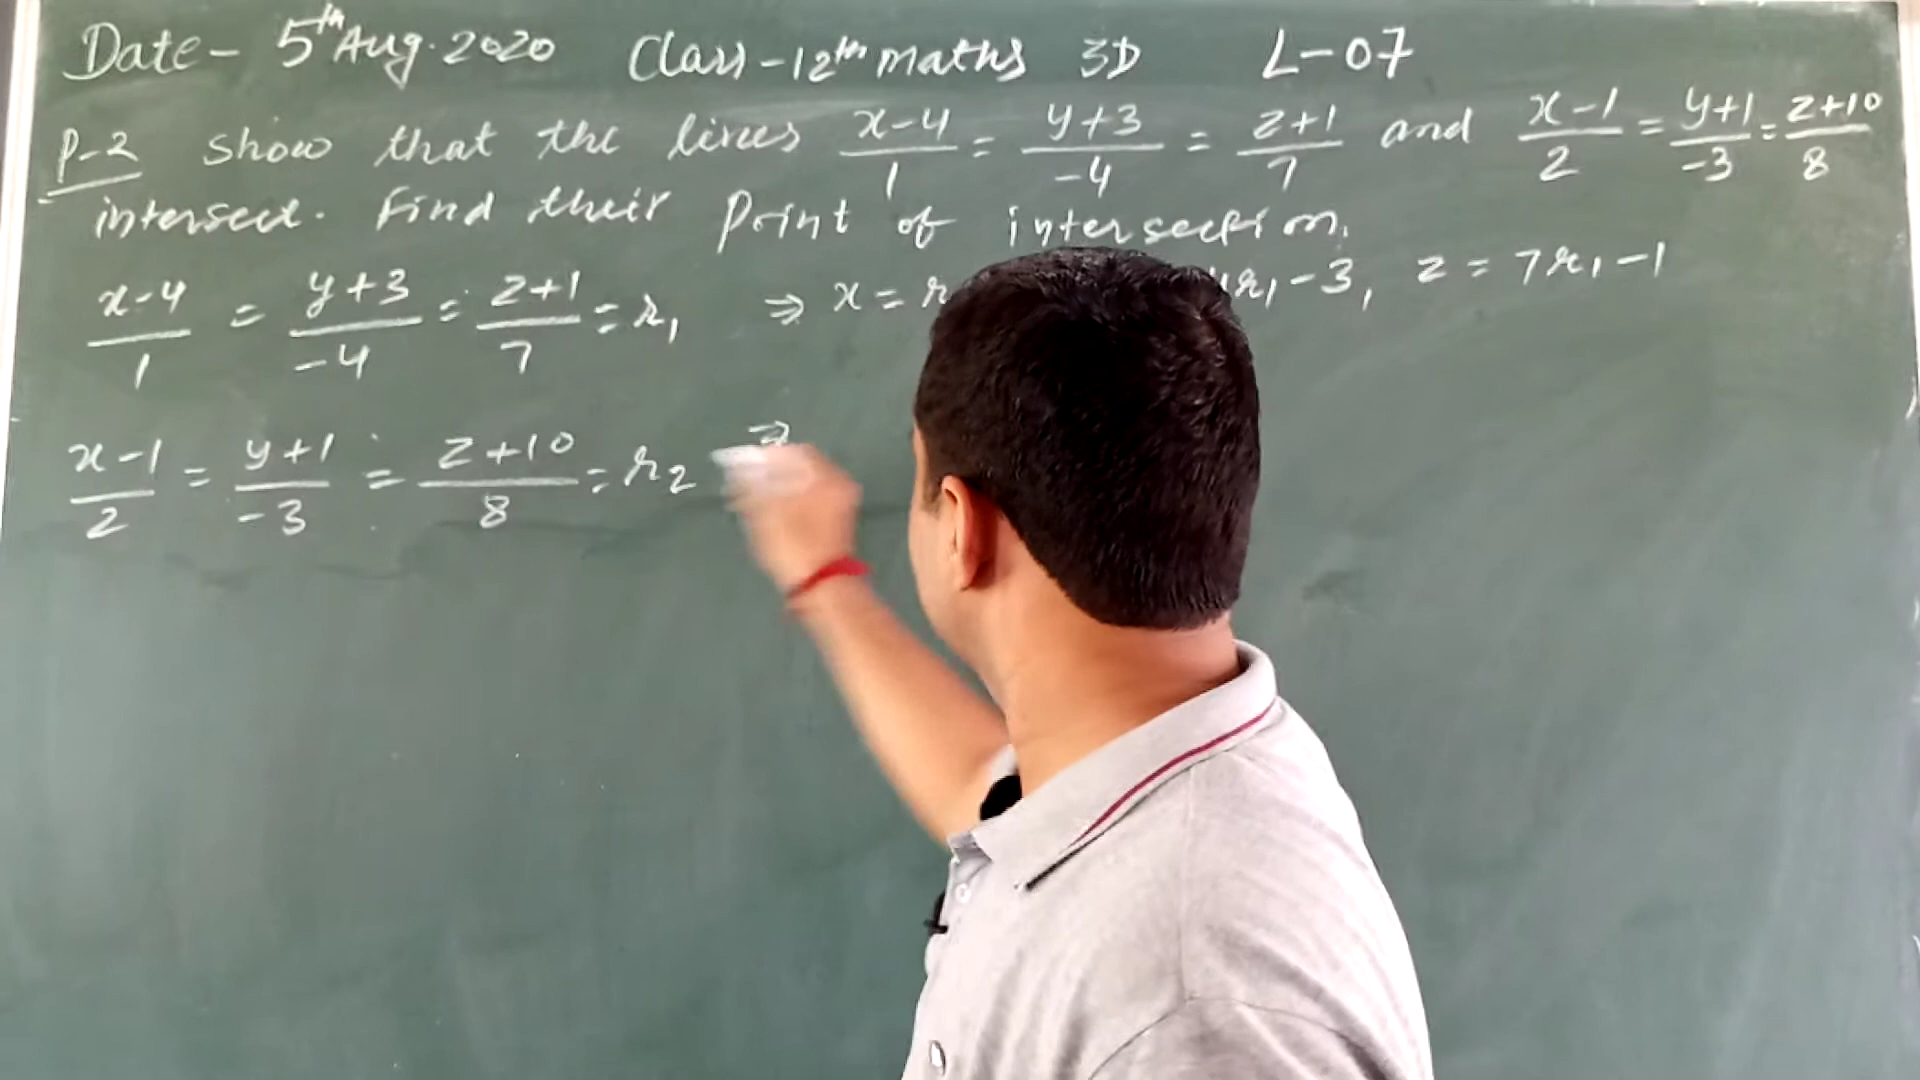 Date - 5th Aug. 2020 Class - 12th maths 3D L-07
P-2 show that the lines x-4/1 = y+3/-4 = z+1/7 and x-1/2 = y+1/-3 = z+10/8
intersect. Find their Point of intersection.
x-4/1 = y+3/-4 = z+1/7 = r₁ ⇒ x = r r₁-3, z = 7r₁-1
x-1/2 = y+1/-3 = z+10/8 = r₂ ⇒